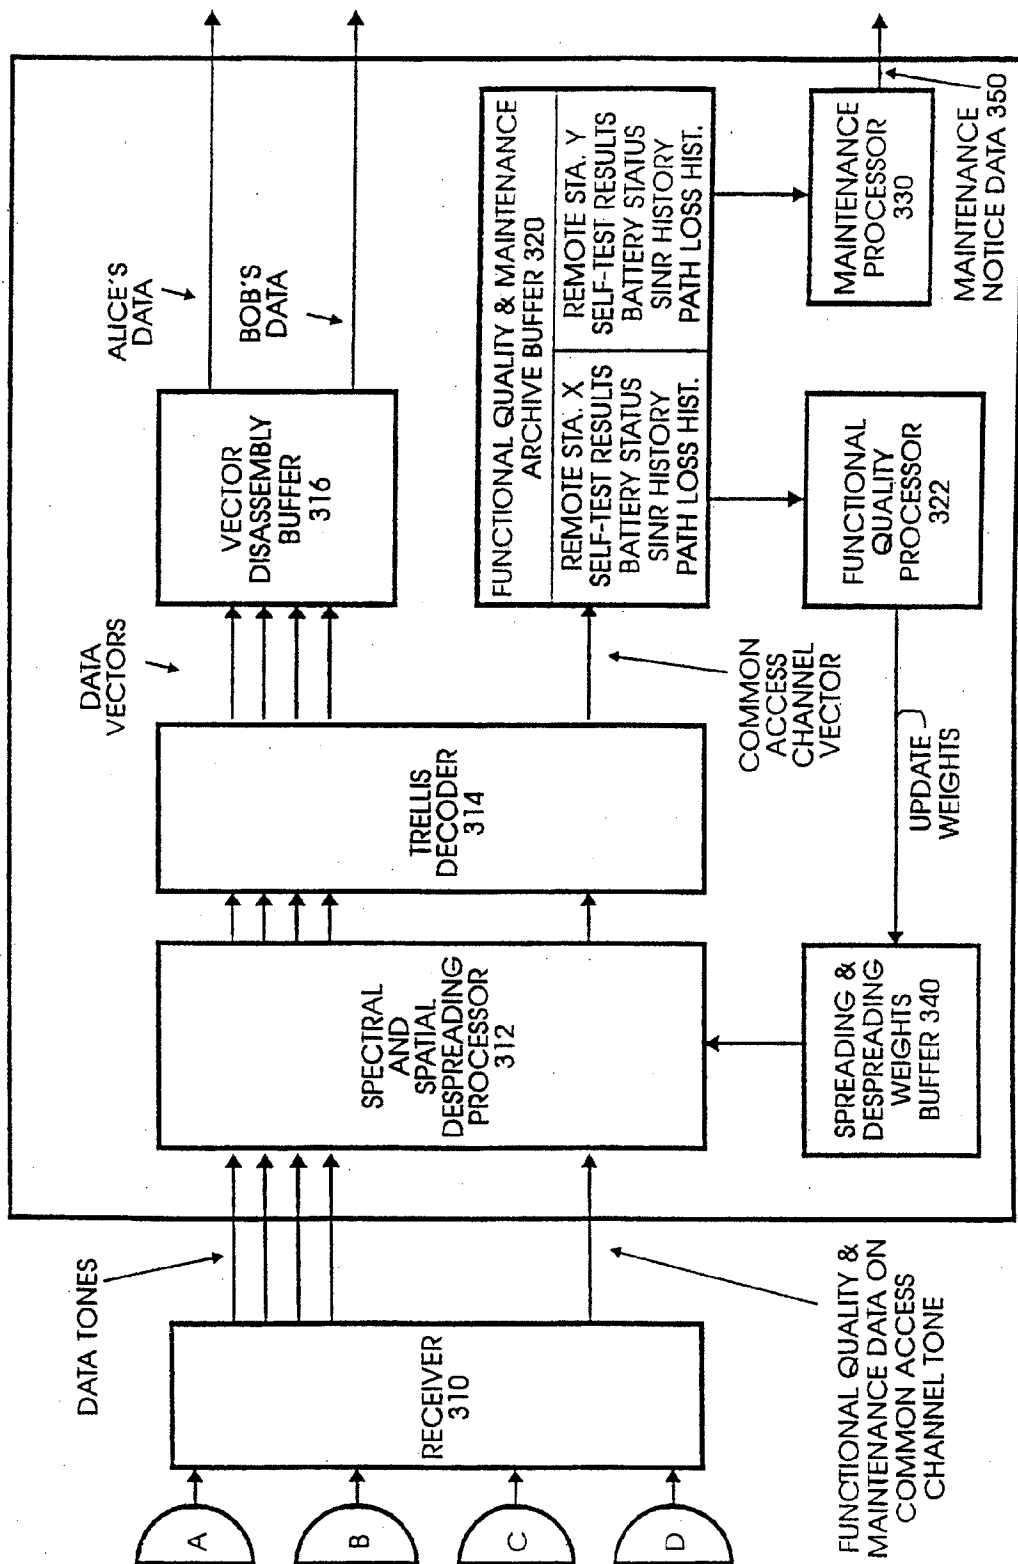 A
B
C
D
RECEIVER
310
DATA TONES
FUNCTIONAL QUALITY &
MAINTENANCE DATA ON
COMMON ACCESS
CHANNEL TONE
SPECTRAL
AND
SPATIAL
DESPREADING
PROCESSOR
312
SPREADING &
DESPREADING
WEIGHTS
BUFFER 340
TRELLIS
DECODER
314
UPDATE
WEIGHTS
DATA
VECTORS
COMMON
ACCESS
CHANNEL
VECTOR
VECTOR
DISASSEMBLY
BUFFER
316
ALICE'S
DATA
BOB'S
DATA
FUNCTIONAL QUALITY & MAINTENANCE
ARCHIVE BUFFER 320
REMOTE STA. X
SELF-TEST RESULTS
BATTERY STATUS
SINR HISTORY
PATH LOSS HIST.
REMOTE STA. Y
SELF-TEST RESULTS
BATTERY STATUS
SINR HISTORY
PATH LOSS HIST.
FUNCTIONAL
QUALITY
PROCESSOR
322
MAINTENANCE
PROCESSOR
330
MAINTENANCE
NOTICE DATA 350